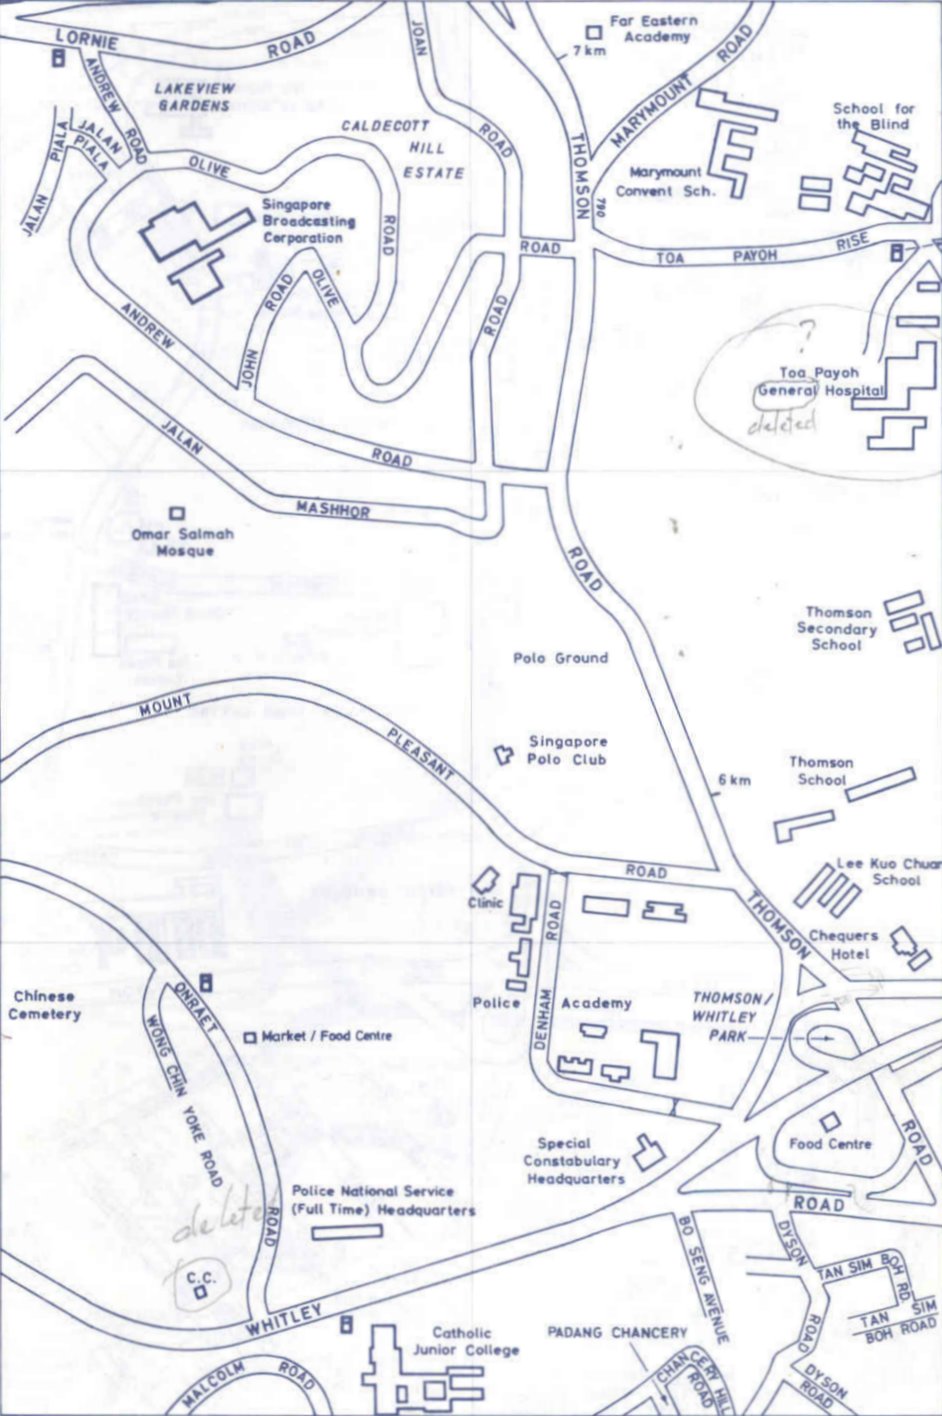 LORNIE
ROAD
JOAN
Far Eastern
Academy
7 km
ROAD
MARYMOUNT
ANDREW
ROAD
LAKEVIEW
GARDENS
JALAN
PIALA
JALAN
PIALA
CALDECOTT
HILL
ESTATE
ROAD
THOMSON
790
School for
the Blind
Marymount
Convent Sch.
OLIVE
ROAD
Singapore
Broadcasting
Corporation
ROAD
TOA
PAYOH
RISE
ROAD
OLIVE
ROAD
ANDREW
JOHN
?
Toa Payoh
General Hospital
deleted
JALAN
ROAD
MASHHOR
Omar Salmah
Mosque
ROAD
Thomson
Secondary
School
Polo Ground
MOUNT
PLEASANT
Singapore
Polo Club
6 km
Thomson
School
ROAD
Lee Kuo Chuan
School
Clinic
ROAD
THOMSON
Chequers
Hotel
Chinese
Cemetery
ONRAET
Police
Academy
DENHAM
THOMSON/
WHITLEY
PARK
Market / Food Centre
WONG CHIN YOKE ROAD
Special
Constabulary
Headquarters
Food Centre
ROAD
Police National Service
(Full Time) Headquarters
deleted
ROAD
ROAD
C.C.
BO SENG AVENUE
DYSON
ROAD
TAN SIM BOH RD
TAN SIM
BOH ROAD
WHITLEY
Catholic
Junior College
PADANG CHANCERY
MALCOLM ROAD
CHANCERY HILL
ROAD
DYSON
ROAD